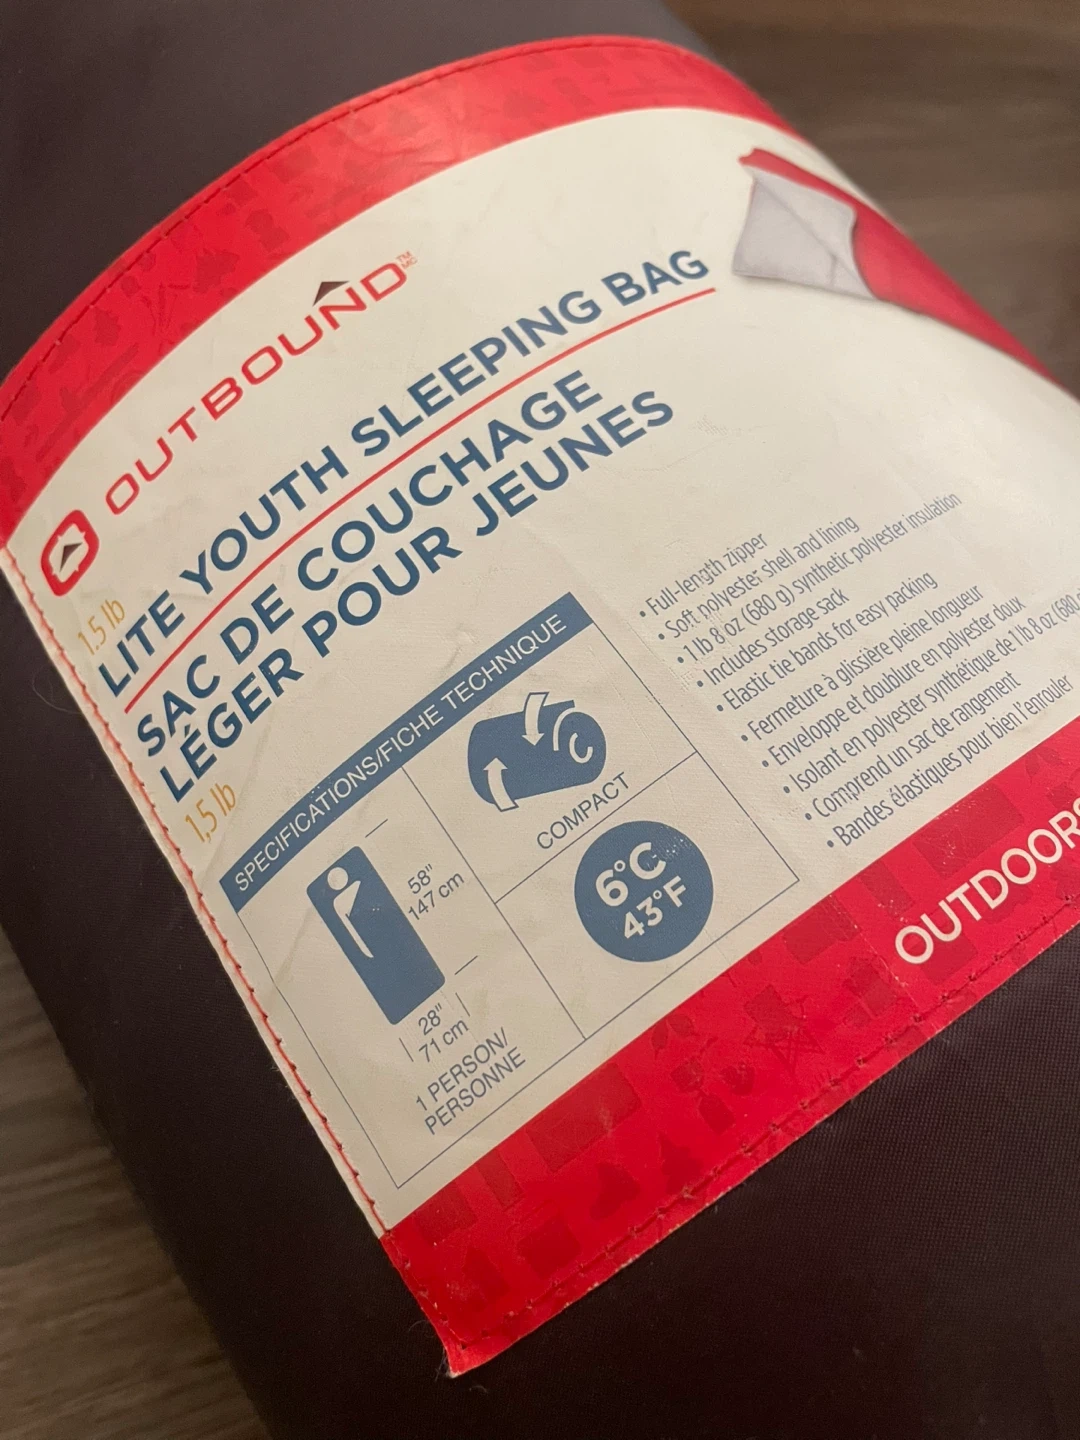 OUTBOUND™ MC
1.5 lb
LITE YOUTH SLEEPING BAG
SAC DE COUCHAGE
LÉGER POUR JEUNES
1,5 lb
SPECIFICATIONS/FICHE TECHNIQUE
58"
147 cm
28"
71 cm
1 PERSON/
PERSONNE
COMPACT
6°C
43°F
• Full-length zipper
• Soft polyester shell and lining
• 1 lb 8 oz (680 g) synthetic polyester insulation
• Includes storage sack
• Elastic tie bands for easy packing
• Fermeture à glissière pleine longueur
• Enveloppe et doublure en polyester doux
• Isolant en polyester synthétique de 1 lb 8 oz (680
• Comprend un sac de rangement
• Bandes élastiques pour bien l'enrouler
OUTDOORS